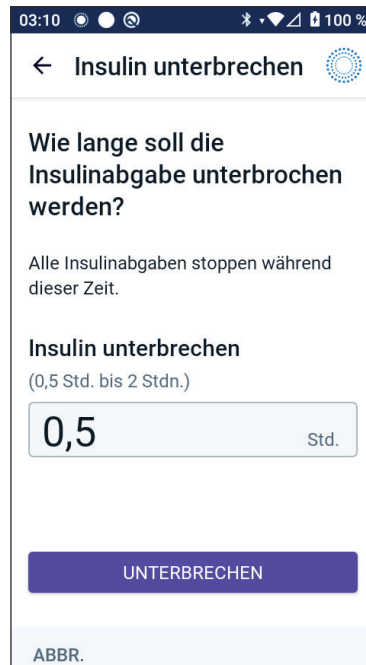 03:10 100 %
Insulin unterbrechen
Wie lange soll die
Insulinabgabe unterbrochen
werden?
Alle Insulinabgaben stoppen während
dieser Zeit.
Insulin unterbrechen
(0,5 Std. bis 2 Stdn.)
0,5 Std.
UNTERBRECHEN
ABBR.